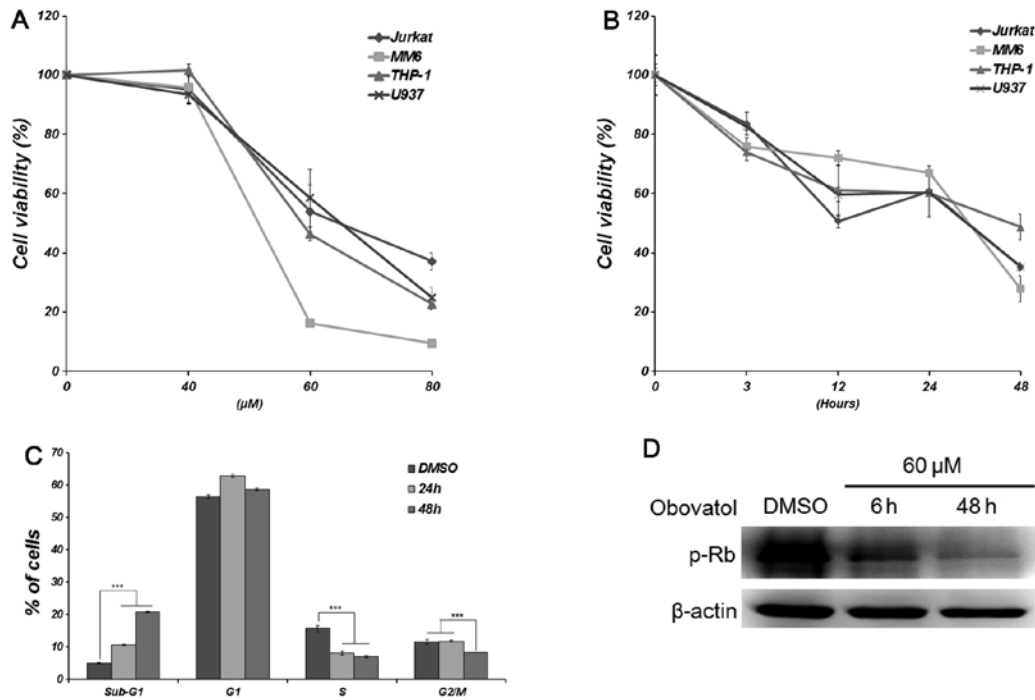 A
120
100
80
60
40
20
0
Cell viability (%)
0
40
60
80
(µM)
Jurkat
MM6
THP-1
U937
B
120
100
80
60
40
20
0
Cell viability (%)
0
3
12
24
48
(Hours)
Jurkat
MM6
THP-1
U937
C
70
60
50
40
30
20
10
0
% of cells
DMSO
24h
48h
***
***
***
Sub-G1
G1
S
G2/M
D
60 µM
Obovatol DMSO 6 h 48 h
p-Rb
β-actin